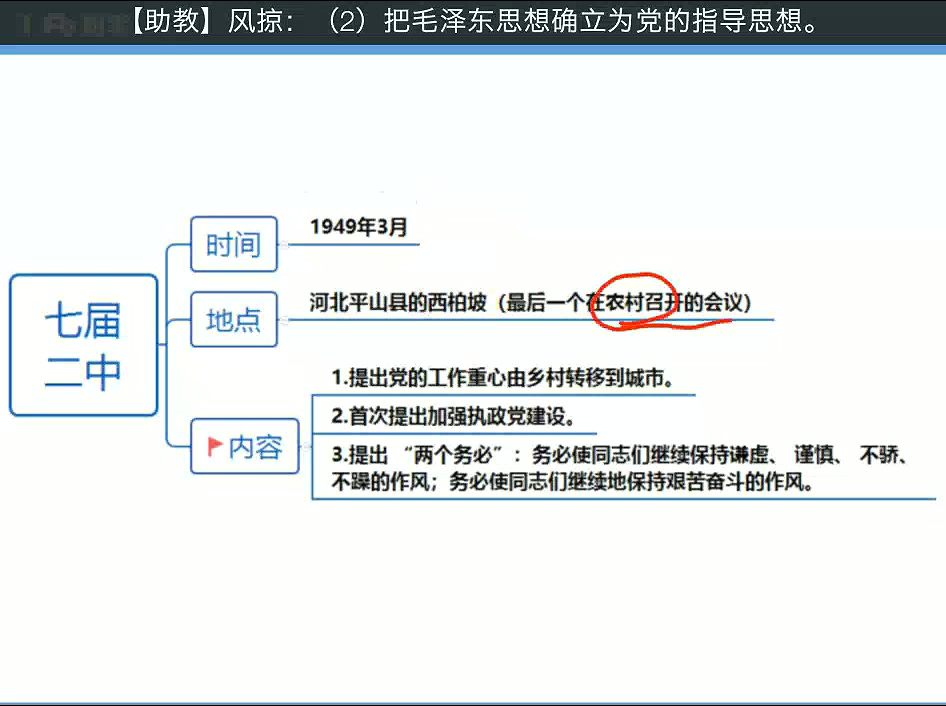 【助教】风掠：（2）把毛泽东思想确立为党的指导思想。
七届
二中
时间
1949年3月
地点
河北平山县的西柏坡（最后一个在农村召开的会议）
内容
1.提出党的工作重心由乡村转移到城市。
2.首次提出加强执政党建设。
3.提出 “两个务必”：务必使同志们继续保持谦虚、 谨慎、 不骄、
不躁的作风；务必使同志们继续地保持艰苦奋斗的作风。